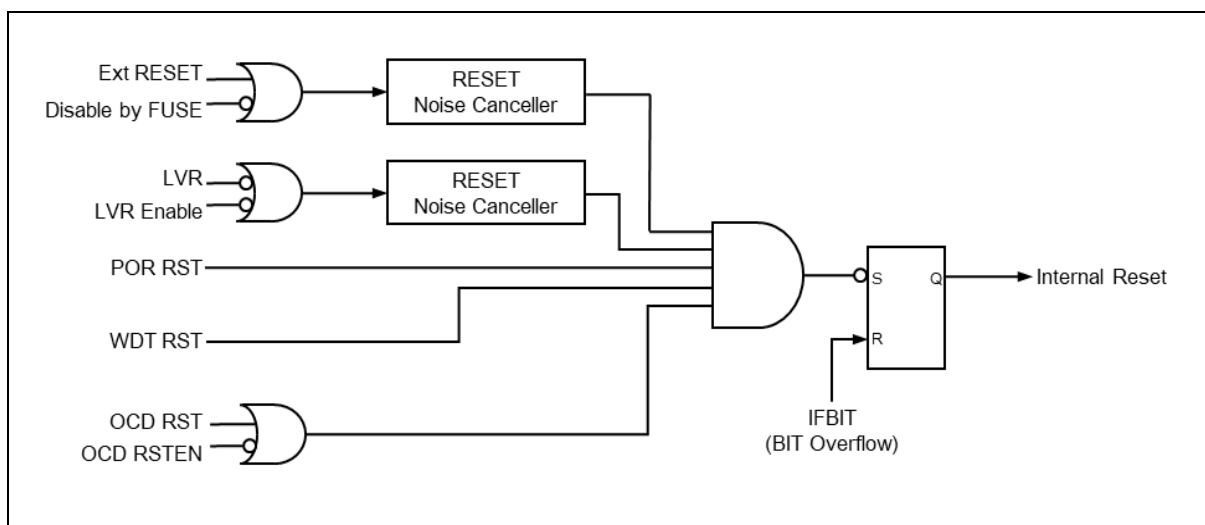 Ext RESET
Disable by FUSE
RESET
Noise Canceller
LVR
LVR Enable
RESET
Noise Canceller
POR RST
WDT RST
OCD RST
OCD RSTEN
S
Q
R
Internal Reset
IFBIT
(BIT Overflow)